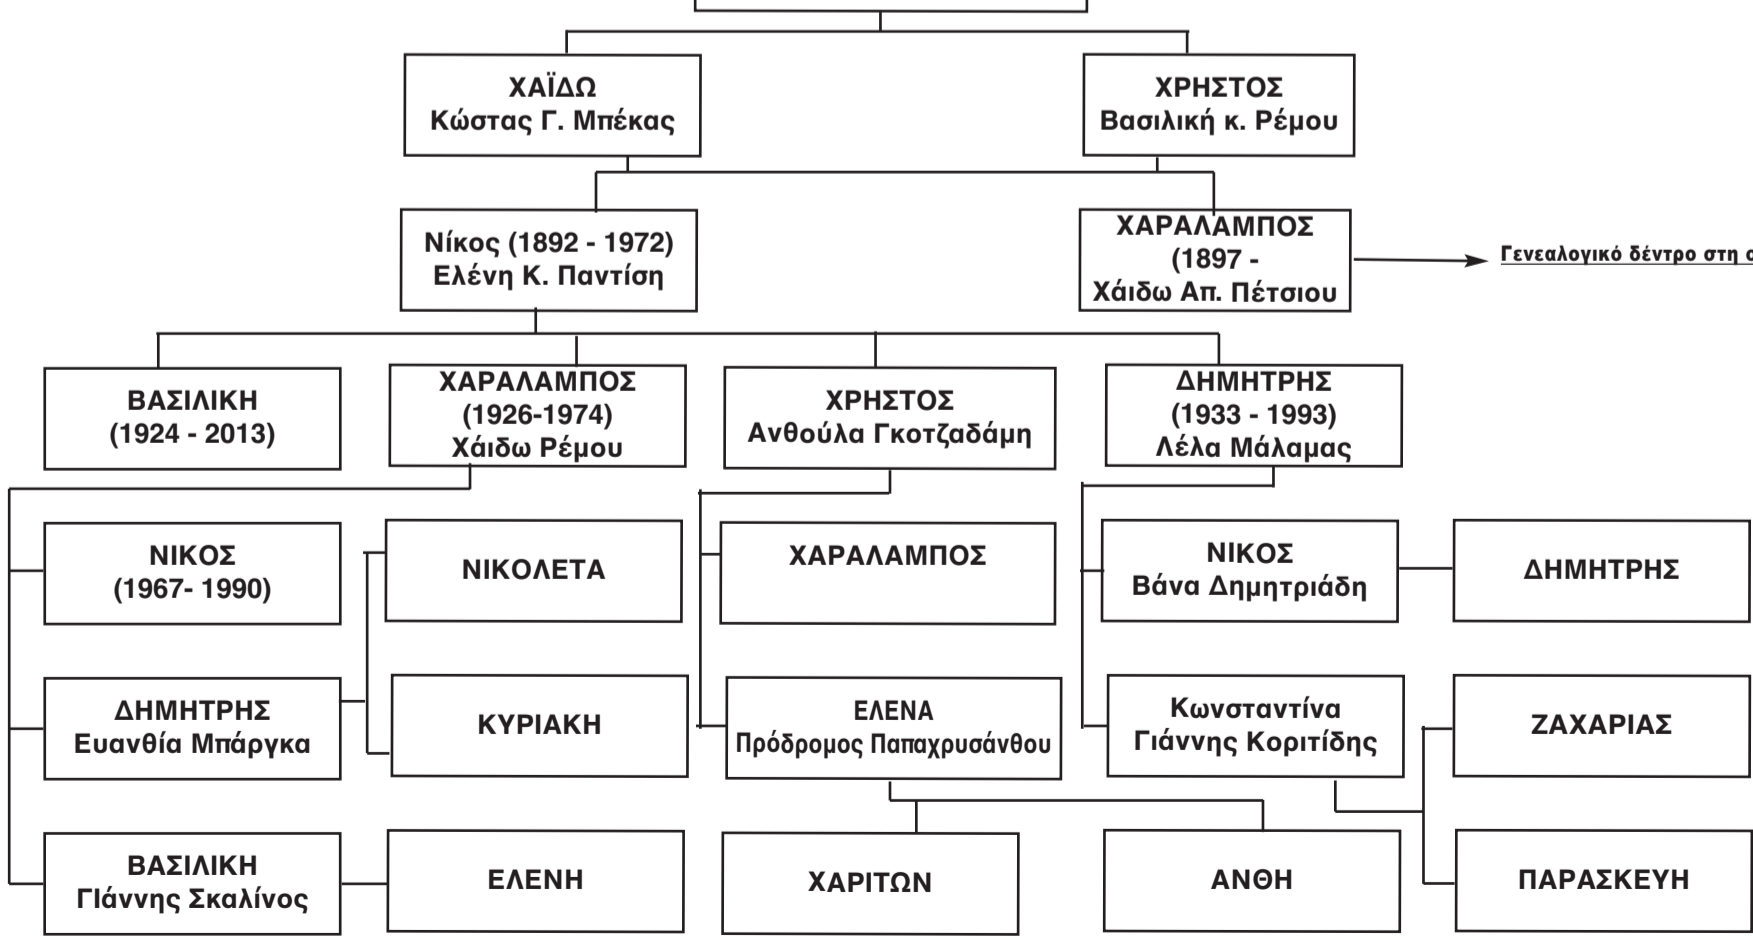 ΧΑΪΔΩ
Κώστας Γ. Μπέκας
ΧΡΗΣΤΟΣ
Βασιλική κ. Ρέμου
Νίκος (1892 - 1972)
Ελένη Κ. Παντίση
ΧΑΡΑΛΑΜΠΟΣ
(1897 -
Χάιδω Απ. Πέτσιου
Γενεαλογικό δέντρο στη
ΒΑΣΙΛΙΚΗ
(1924 - 2013)
ΧΑΡΑΛΑΜΠΟΣ
(1926-1974)
Χάιδω Ρέμου
ΧΡΗΣΤΟΣ
Ανθούλα Γκοτζαδάμη
ΔΗΜΗΤΡΗΣ
(1933 - 1993)
Λέλα Μάλαμας
ΝΙΚΟΣ
(1967- 1990)
ΝΙΚΟΛΕΤΑ
ΧΑΡΑΛΑΜΠΟΣ
ΝΙΚΟΣ
Βάνα Δημητριάδη
ΔΗΜΗΤΡΗΣ
ΔΗΜΗΤΡΗΣ
Ευανθία Μπάργκα
ΚΥΡΙΑΚΗ
ΕΛΕΝΑ
Πρόδρομος Παπαχρυσάνθου
Κωνσταντίνα
Γιάννης Κοριτίδης
ΖΑΧΑΡΙΑΣ
ΒΑΣΙΛΙΚΗ
ΓΙάννης Σκαλίνος
ΕΛΕΝΗ
ΧΑΡΙΤΩΝ
ΑΝΘΗ
ΠΑΡΑΣΚΕΥΗ